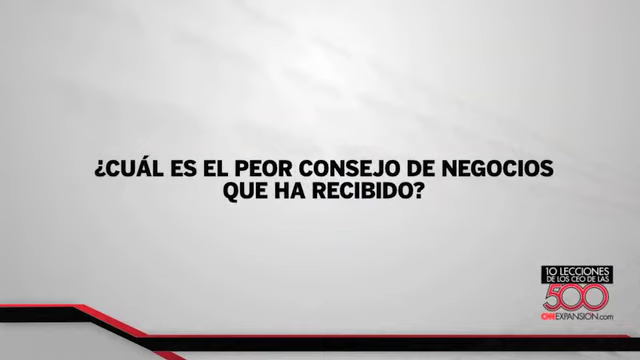 ¿CUÁL ES EL PEOR CONSEJO DE NEGOCIOS
QUE HA RECIBIDO?
10 LECCIONES
DE LOS CEO DE LAS
500
CNNEXPANSION.com